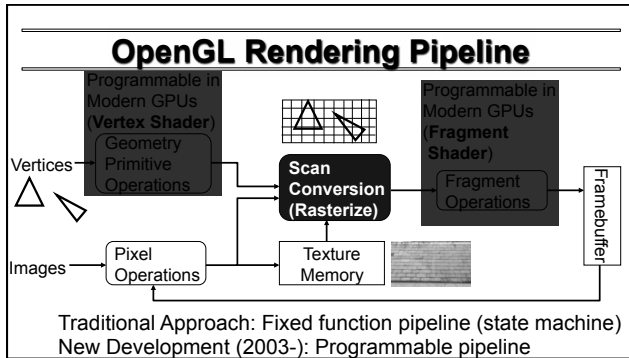 OpenGL Rendering Pipeline
Programmable in
Modern GPUs
(Vertex Shader)
Geometry
Primitive
Operations
Vertices
Scan
Conversion
(Rasterize)
Programmable in
Modern GPUs
(Fragment
Shader)
Fragment
Operations
Framebuffer
Images
Pixel
Operations
Texture
Memory
Traditional Approach: Fixed function pipeline (state machine)
New Development (2003-): Programmable pipeline